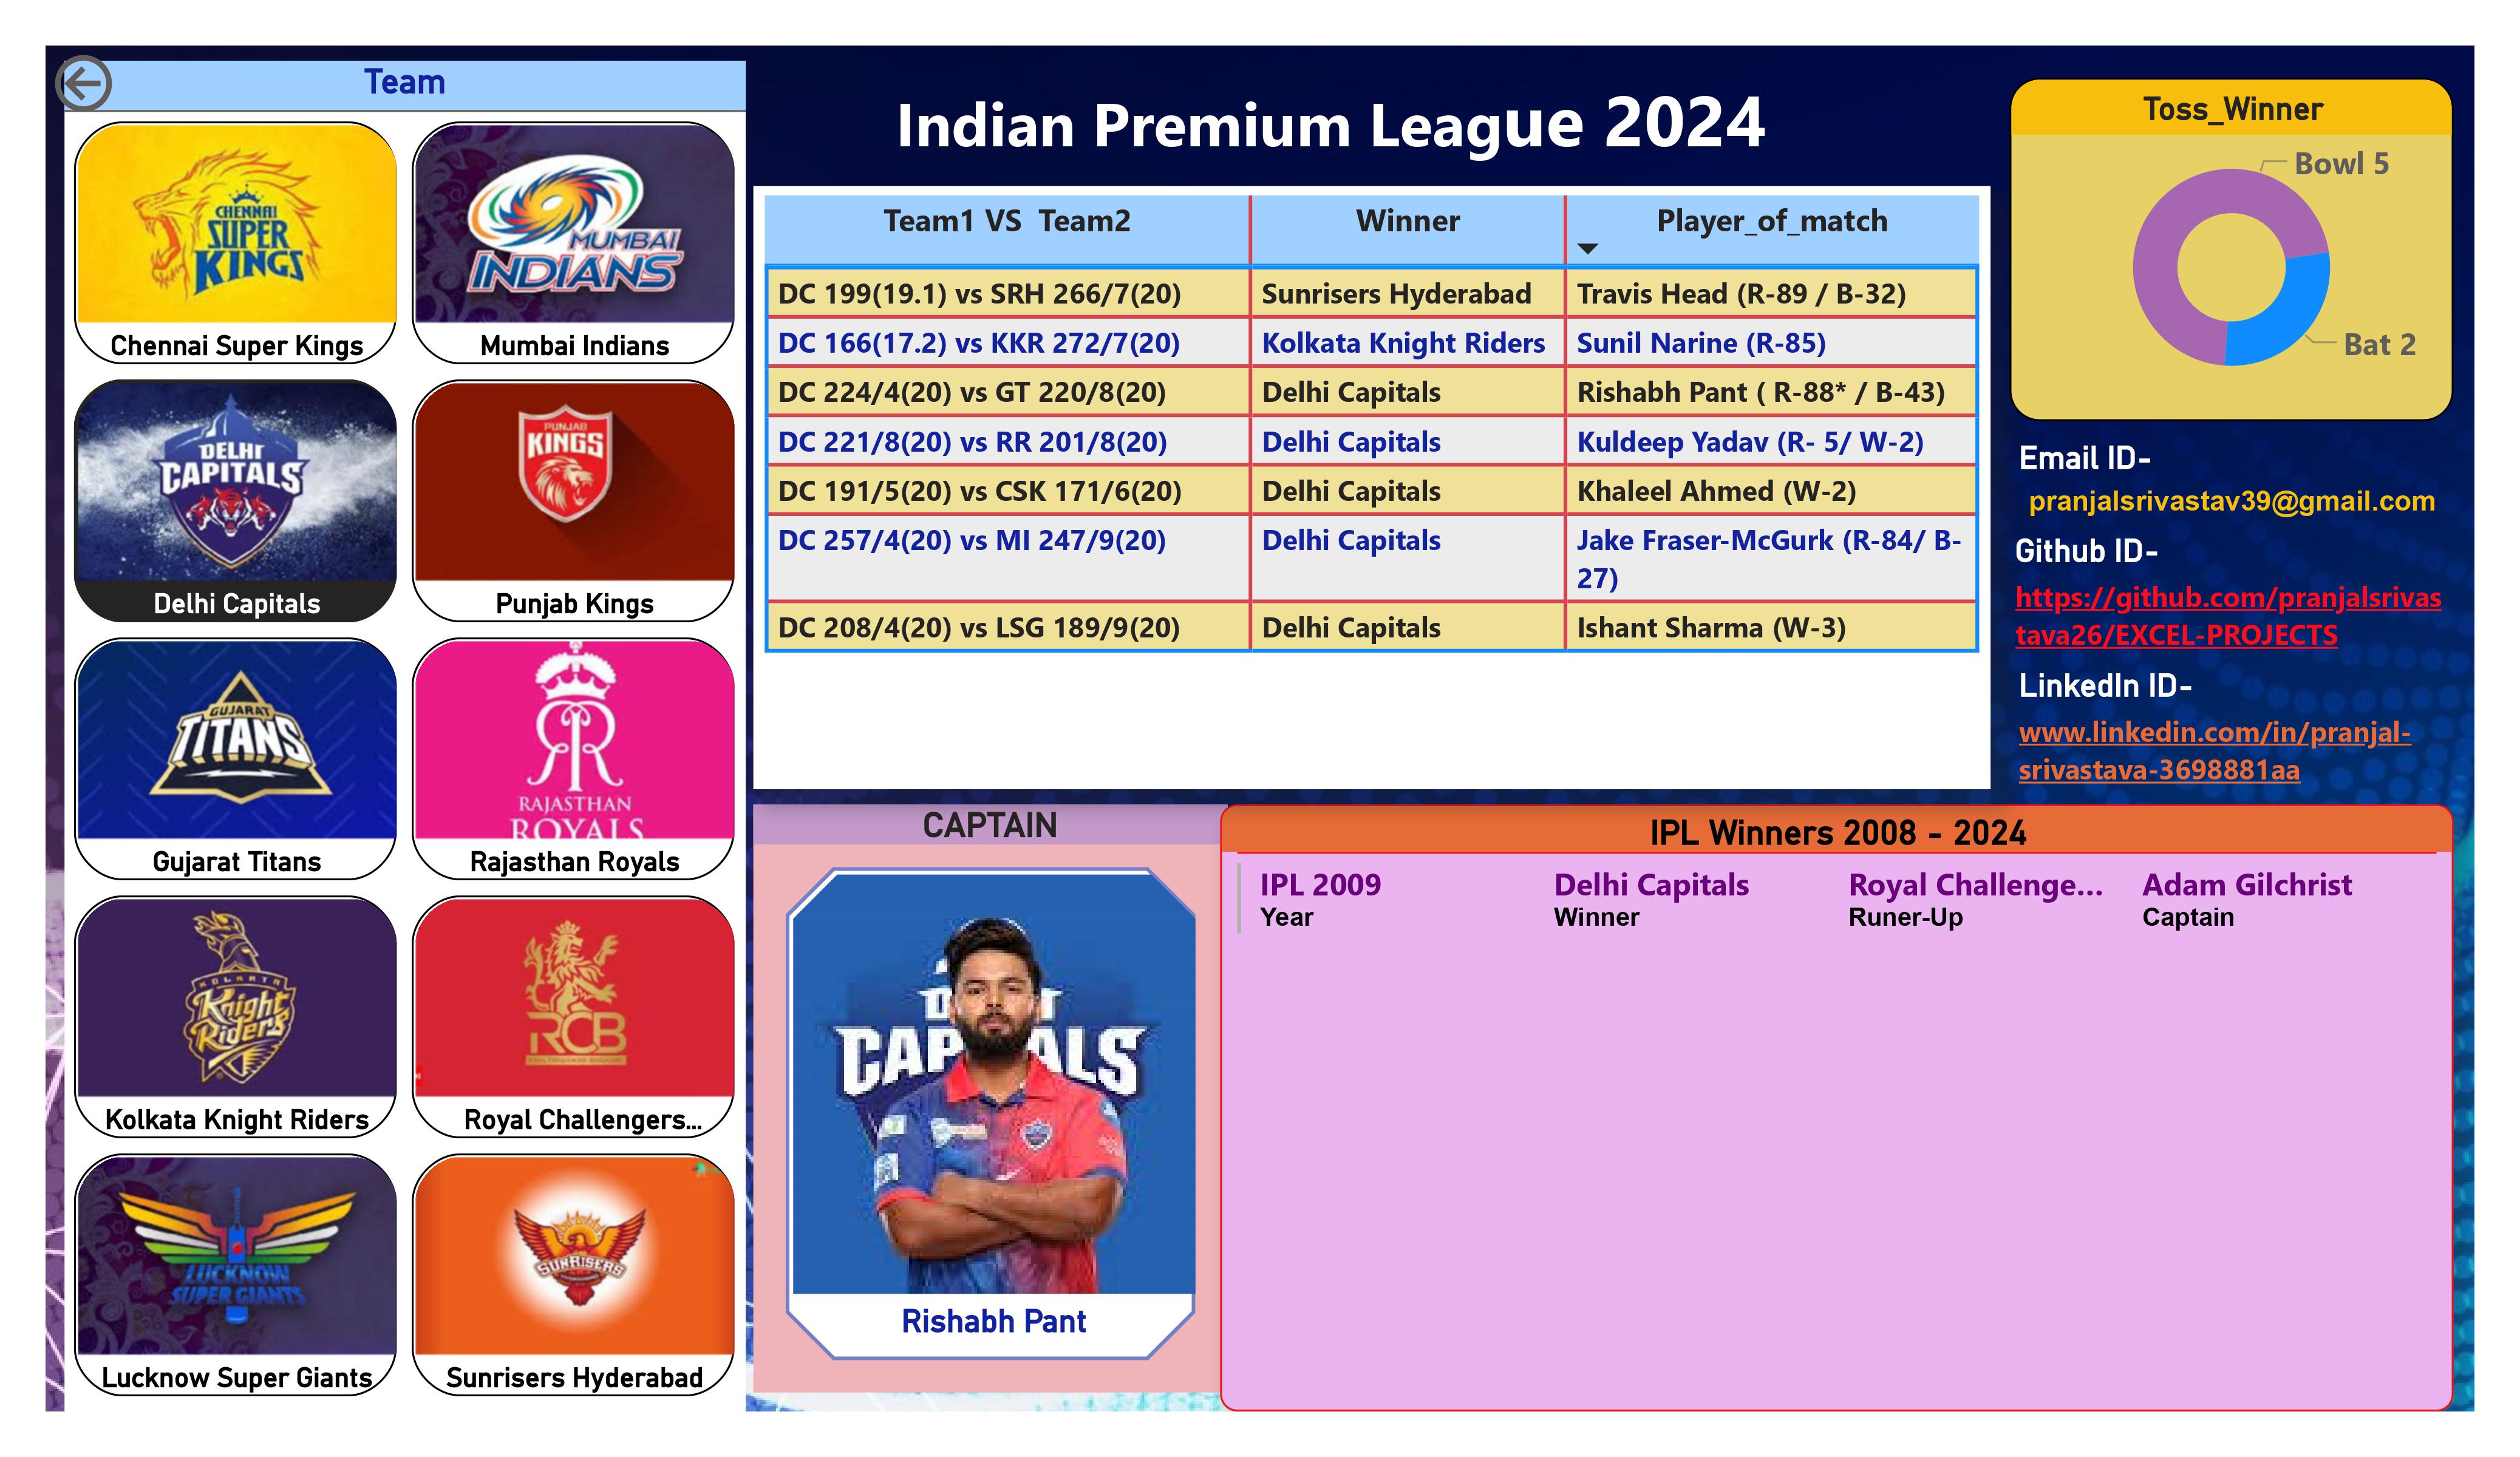 Team
CHENNAI
SUPER
KINGS
Chennai Super Kings
MUMBAI
INDIANS
Mumbai Indians
DELHI
CAPITALS
Delhi Capitals
PUNJAB
KINGS
Punjab Kings
GUJARAT
TITANS
Gujarat Titans
RAJASTHAN
ROYALS
Rajasthan Royals
KOLKATA
Knight
Riders
Kolkata Knight Riders
RCB
Royal Challengers...
LUCKNOW
SUPER GIANTS
Lucknow Super Giants
SUNRISERS
Sunrisers Hyderabad
Indian Premium League 2024
Team1 VS Team2 Winner Player_of_match
DC 199(19.1) vs SRH 266/7(20) Sunrisers Hyderabad Travis Head (R-89 / B-32)
DC 166(17.2) vs KKR 272/7(20) Kolkata Knight Riders Sunil Narine (R-85)
DC 224/4(20) vs GT 220/8(20) Delhi Capitals Rishabh Pant ( R-88* / B-43)
DC 221/8(20) vs RR 201/8(20) Delhi Capitals Kuldeep Yadav (R- 5/ W-2)
DC 191/5(20) vs CSK 171/6(20) Delhi Capitals Khaleel Ahmed (W-2)
DC 257/4(20) vs MI 247/9(20) Delhi Capitals Jake Fraser-McGurk (R-84/ B-
27)
DC 208/4(20) vs LSG 189/9(20) Delhi Capitals Ishant Sharma (W-3)
Toss_Winner
Bowl 5
Bat 2
Email ID-
pranjalsrivastav39@gmail.com
Github ID-
https://github.com/pranjalsrivas
tava26/EXCEL-PROJECTS
LinkedIn ID-
www.linkedin.com/in/pranjal-
srivastava-3698881aa
CAPTAIN
CAPITALS
Rishabh Pant
IPL Winners 2008 - 2024
IPL 2009 Delhi Capitals Royal Challenge... Adam Gilchrist
Year Winner Runer-Up Captain